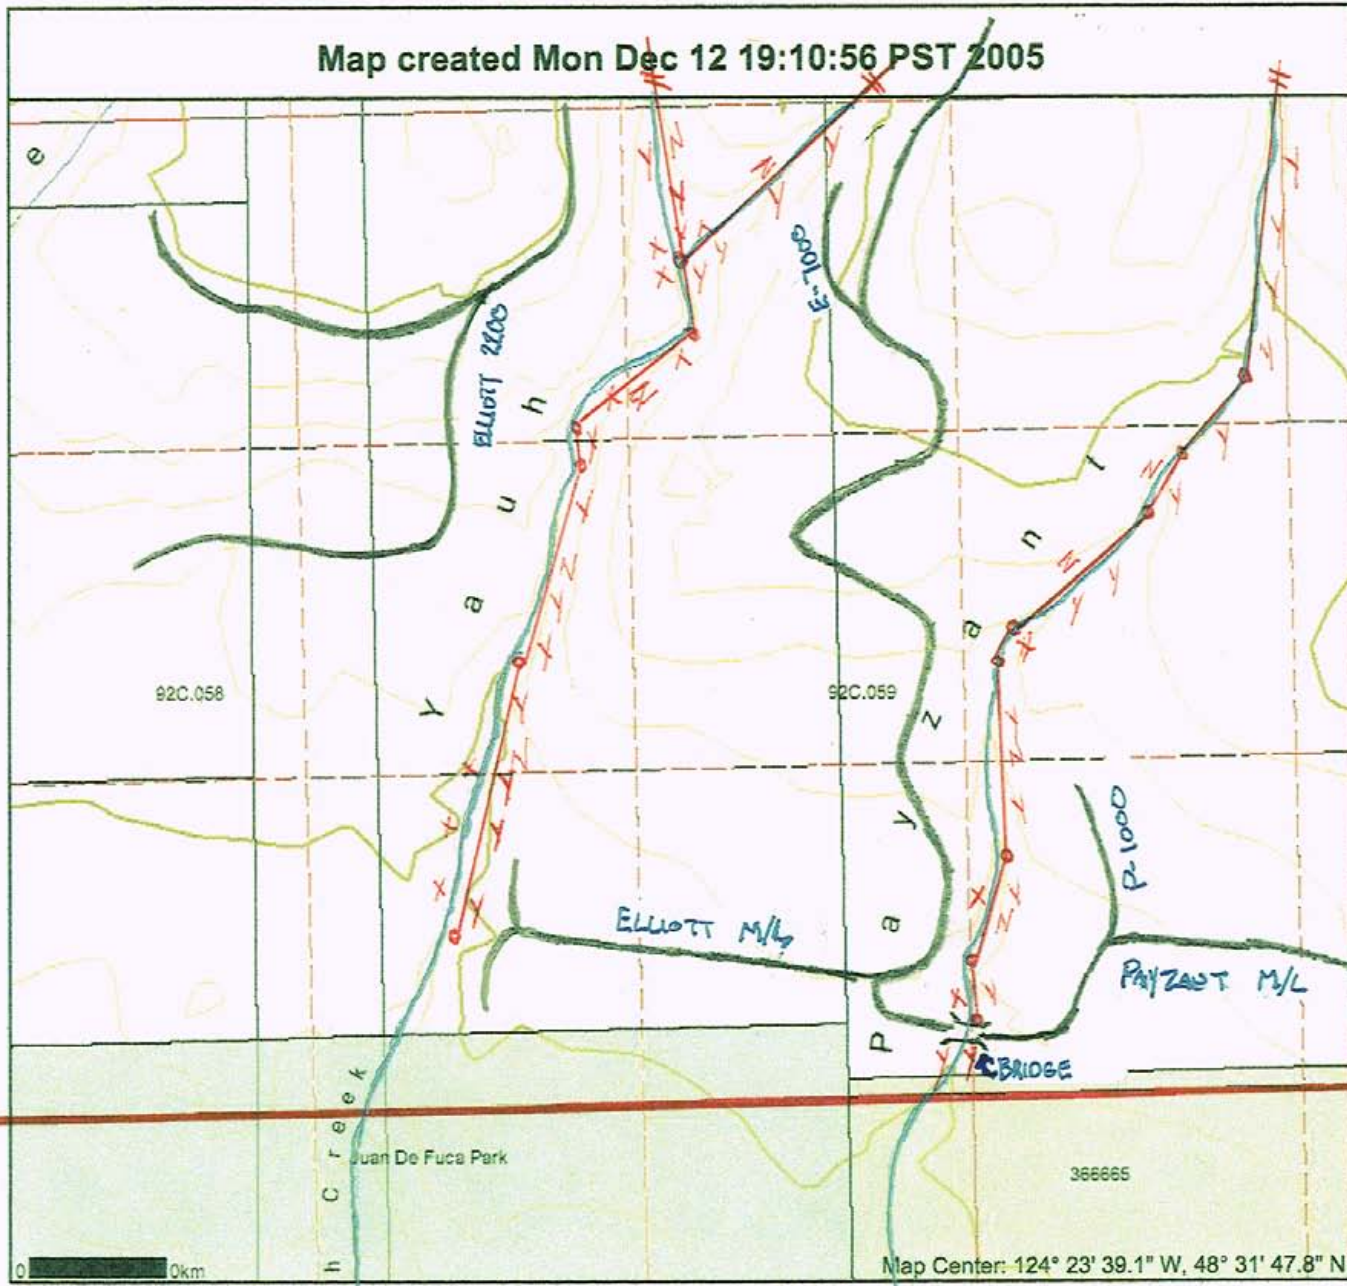 Map created Mon Dec 12 19:10:56 PST 2005
e
E-7000
ELLIOTT 2200
Yauh
Payzant
92C.058
92C.059
P-1000
ELLIOTT M/L
PAYZANT M/L
BRIDGE
h Creek
Juan De Fuca Park
366665
0 0km
Map Center: 124° 23' 39.1" W, 48° 31' 47.8" N